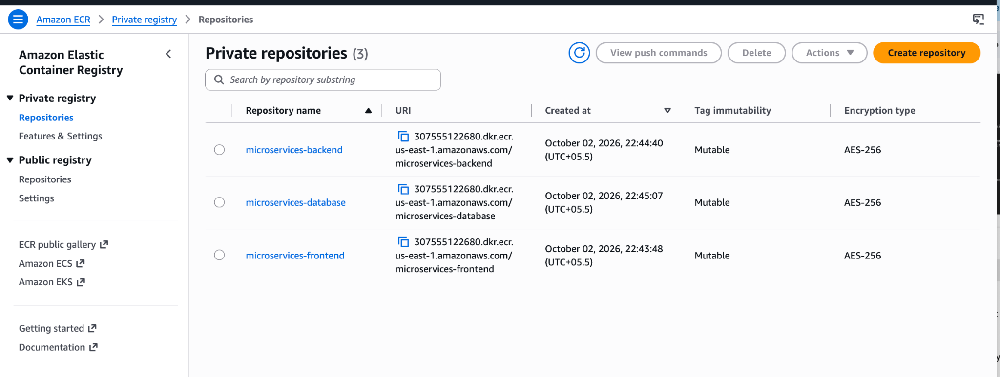 Amazon ECR > Private registry > Repositories
Amazon Elastic
Container Registry
Private registry
Repositories
Features & Settings
Public registry
Repositories
Settings
ECR public gallery
Amazon ECS
Amazon EKS
Getting started
Documentation
Private repositories (3)
View push commands
Delete
Actions
Create repository
Search by repository substring
Repository name URI Created at Tag immutability Encryption type
microservices-backend
307555122680.dkr.ecr.
us-east-1.amazonaws.com/
microservices-backend
October 02, 2026, 22:44:40
(UTC+05.5)
Mutable
AES-256
microservices-database
307555122680.dkr.ecr.
us-east-1.amazonaws.com/
microservices-database
October 02, 2026, 22:45:07
(UTC+05.5)
Mutable
AES-256
microservices-frontend
307555122680.dkr.ecr.
us-east-1.amazonaws.com/
microservices-frontend
October 02, 2026, 22:43:48
(UTC+05.5)
Mutable
AES-256